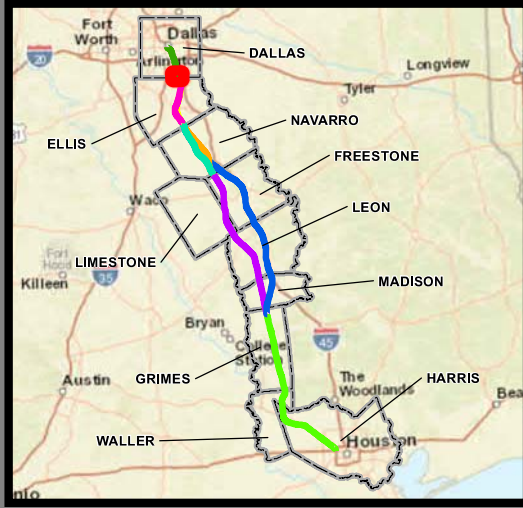 Fort
Worth
Dallas
DALLAS
Arlington
20
Longview
Tyler
NAVARRO
ELLIS
FREESTONE
Waco
LEON
LIMESTONE
Fort
Hood
35
Killeen
MADISON
Bryan
College
Station
45
GRIMES
The
Woodlands
HARRIS
Austin
Bea
WALLER
Houston
nio